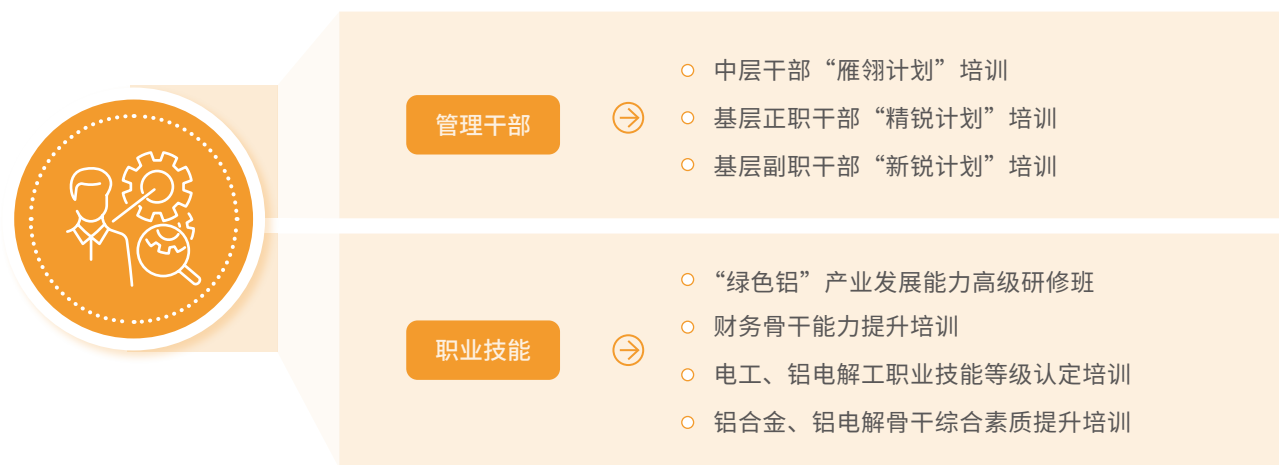 管理干部
中层干部“雁翎计划”培训
基层正职干部“精锐计划”培训
基层副职干部“新锐计划”培训
职业技能
“绿色铝”产业发展能力高级研修班
财务骨干能力提升培训
电工、铝电解工职业技能等级认定培训
铝合金、铝电解骨干综合素质提升培训